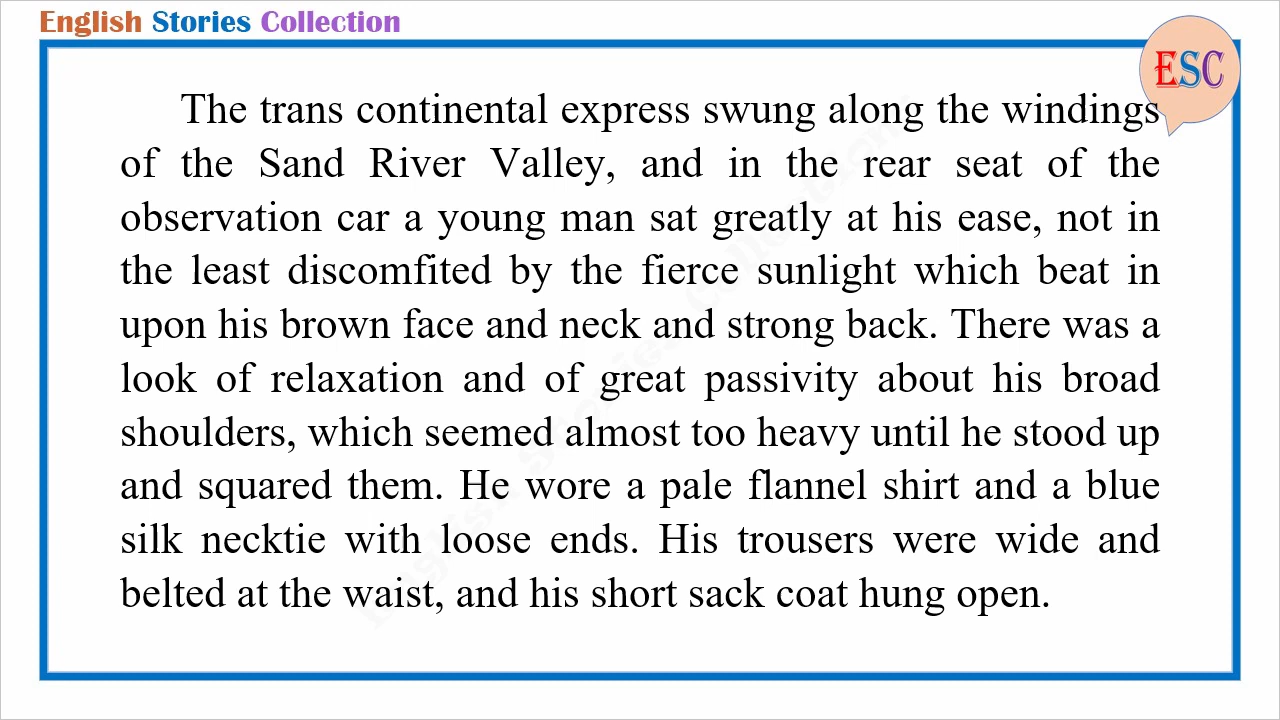 English Stories Collection
ESC
The trans continental express swung along the windings
of the Sand River Valley, and in the rear seat of the
observation car a young man sat greatly at his ease, not in
the least discomfited by the fierce sunlight which beat in
upon his brown face and neck and strong back. There was a
look of relaxation and of great passivity about his broad
shoulders, which seemed almost too heavy until he stood up
and squared them. He wore a pale flannel shirt and a blue
silk necktie with loose ends. His trousers were wide and
belted at the waist, and his short sack coat hung open.
English Stories Collection